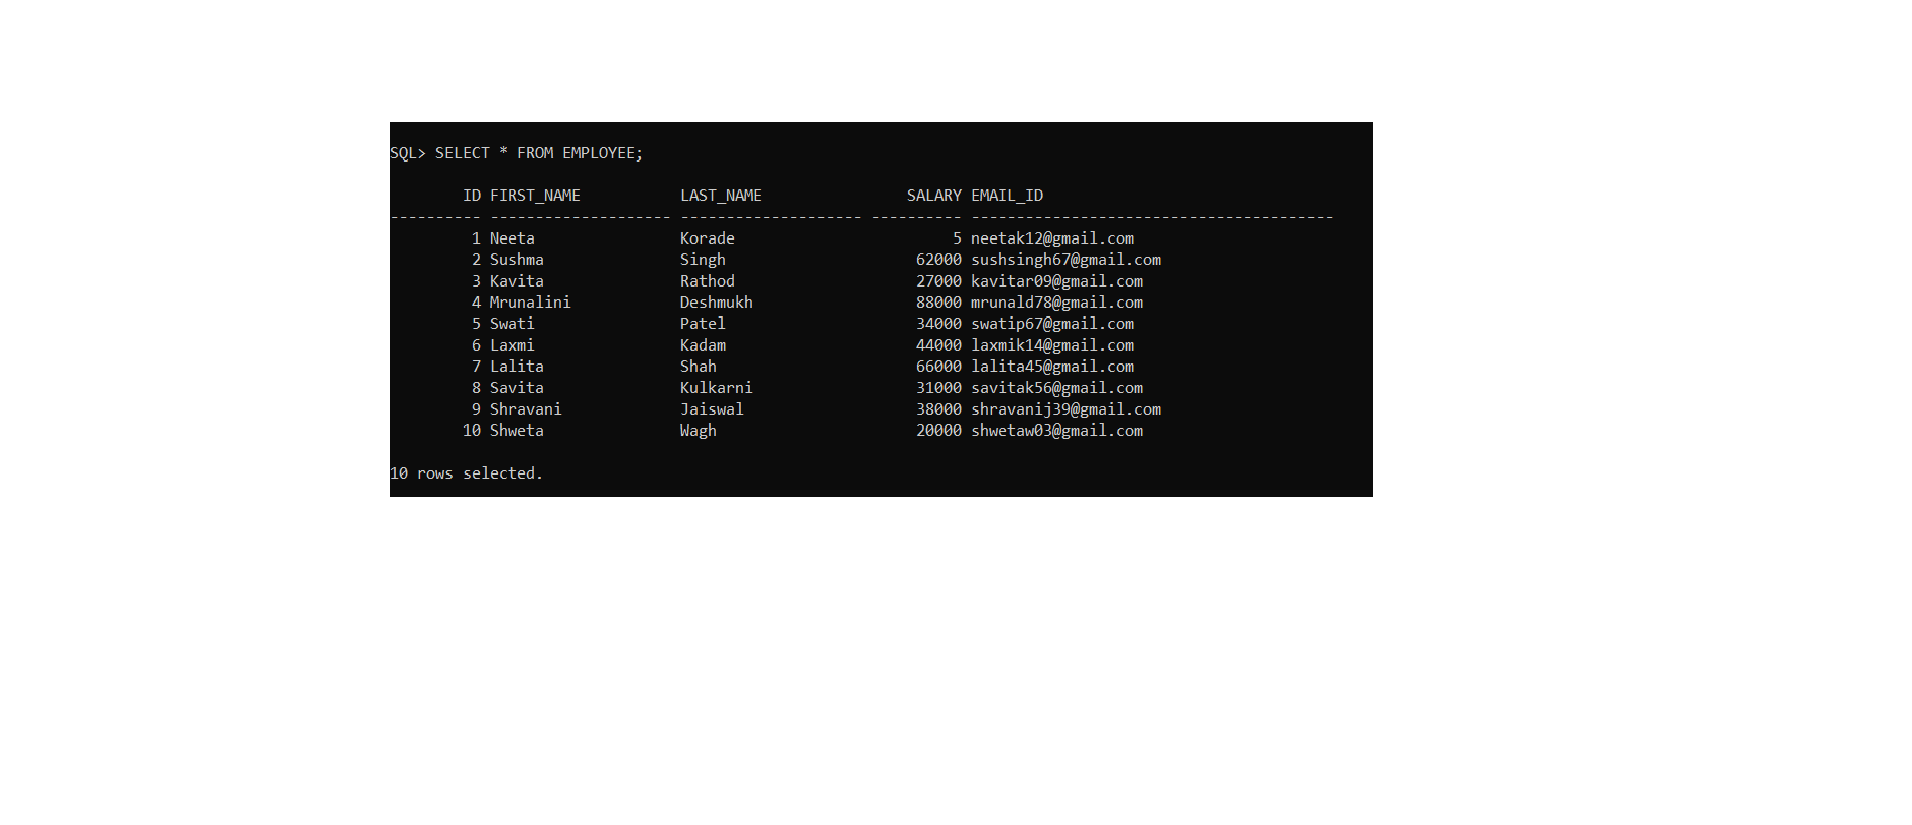 SQL> SELECT * FROM EMPLOYEE;
ID FIRST_NAME LAST_NAME SALARY EMAIL_ID
---------- -------------------- -------------------- ---------- ----------------------------------------
1 Neeta Korade 5 neetak12@gmail.com
2 Sushma Singh 62000 sushsingh67@gmail.com
3 Kavita Rathod 27000 kavitar09@gmail.com
4 Mrunalini Deshmukh 88000 mrunald78@gmail.com
5 Swati Patel 34000 swatip67@gmail.com
6 Laxmi Kadam 44000 laxmik14@gmail.com
7 Lalita Shah 66000 lalita45@gmail.com
8 Savita Kulkarni 31000 savitak56@gmail.com
9 Shravani Jaiswal 38000 shravanij39@gmail.com
10 Shweta Wagh 20000 shwetaw03@gmail.com
10 rows selected.